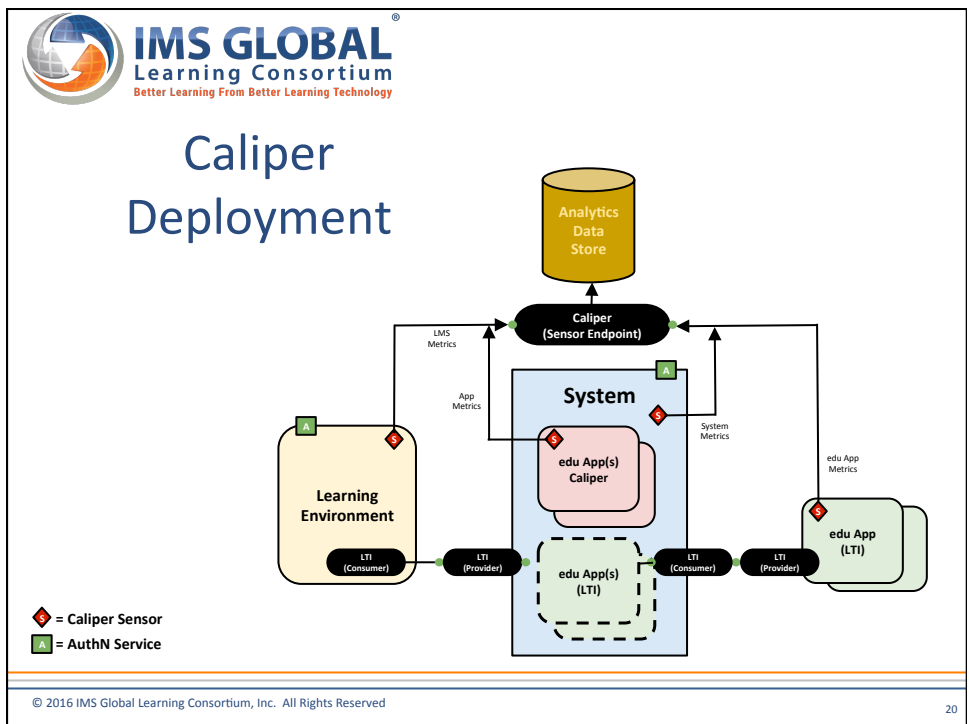 IMS GLOBAL®
Learning Consortium
Better Learning From Better Learning Technology
Caliper
Deployment
Analytics
Data
Store
Caliper
(Sensor Endpoint)
LMS
Metrics
App
Metrics
A
System
S
System
Metrics
A
S
S
edu App(s)
Caliper
edu App
Metrics
Learning
Environment
S
edu App
(LTI)
LTI
(Consumer)
LTI
(Provider)
edu App(s)
(LTI)
LTI
(Consumer)
LTI
(Provider)
S = Caliper Sensor
A = AuthN Service
© 2016 IMS Global Learning Consortium, Inc. All Rights Reserved
20